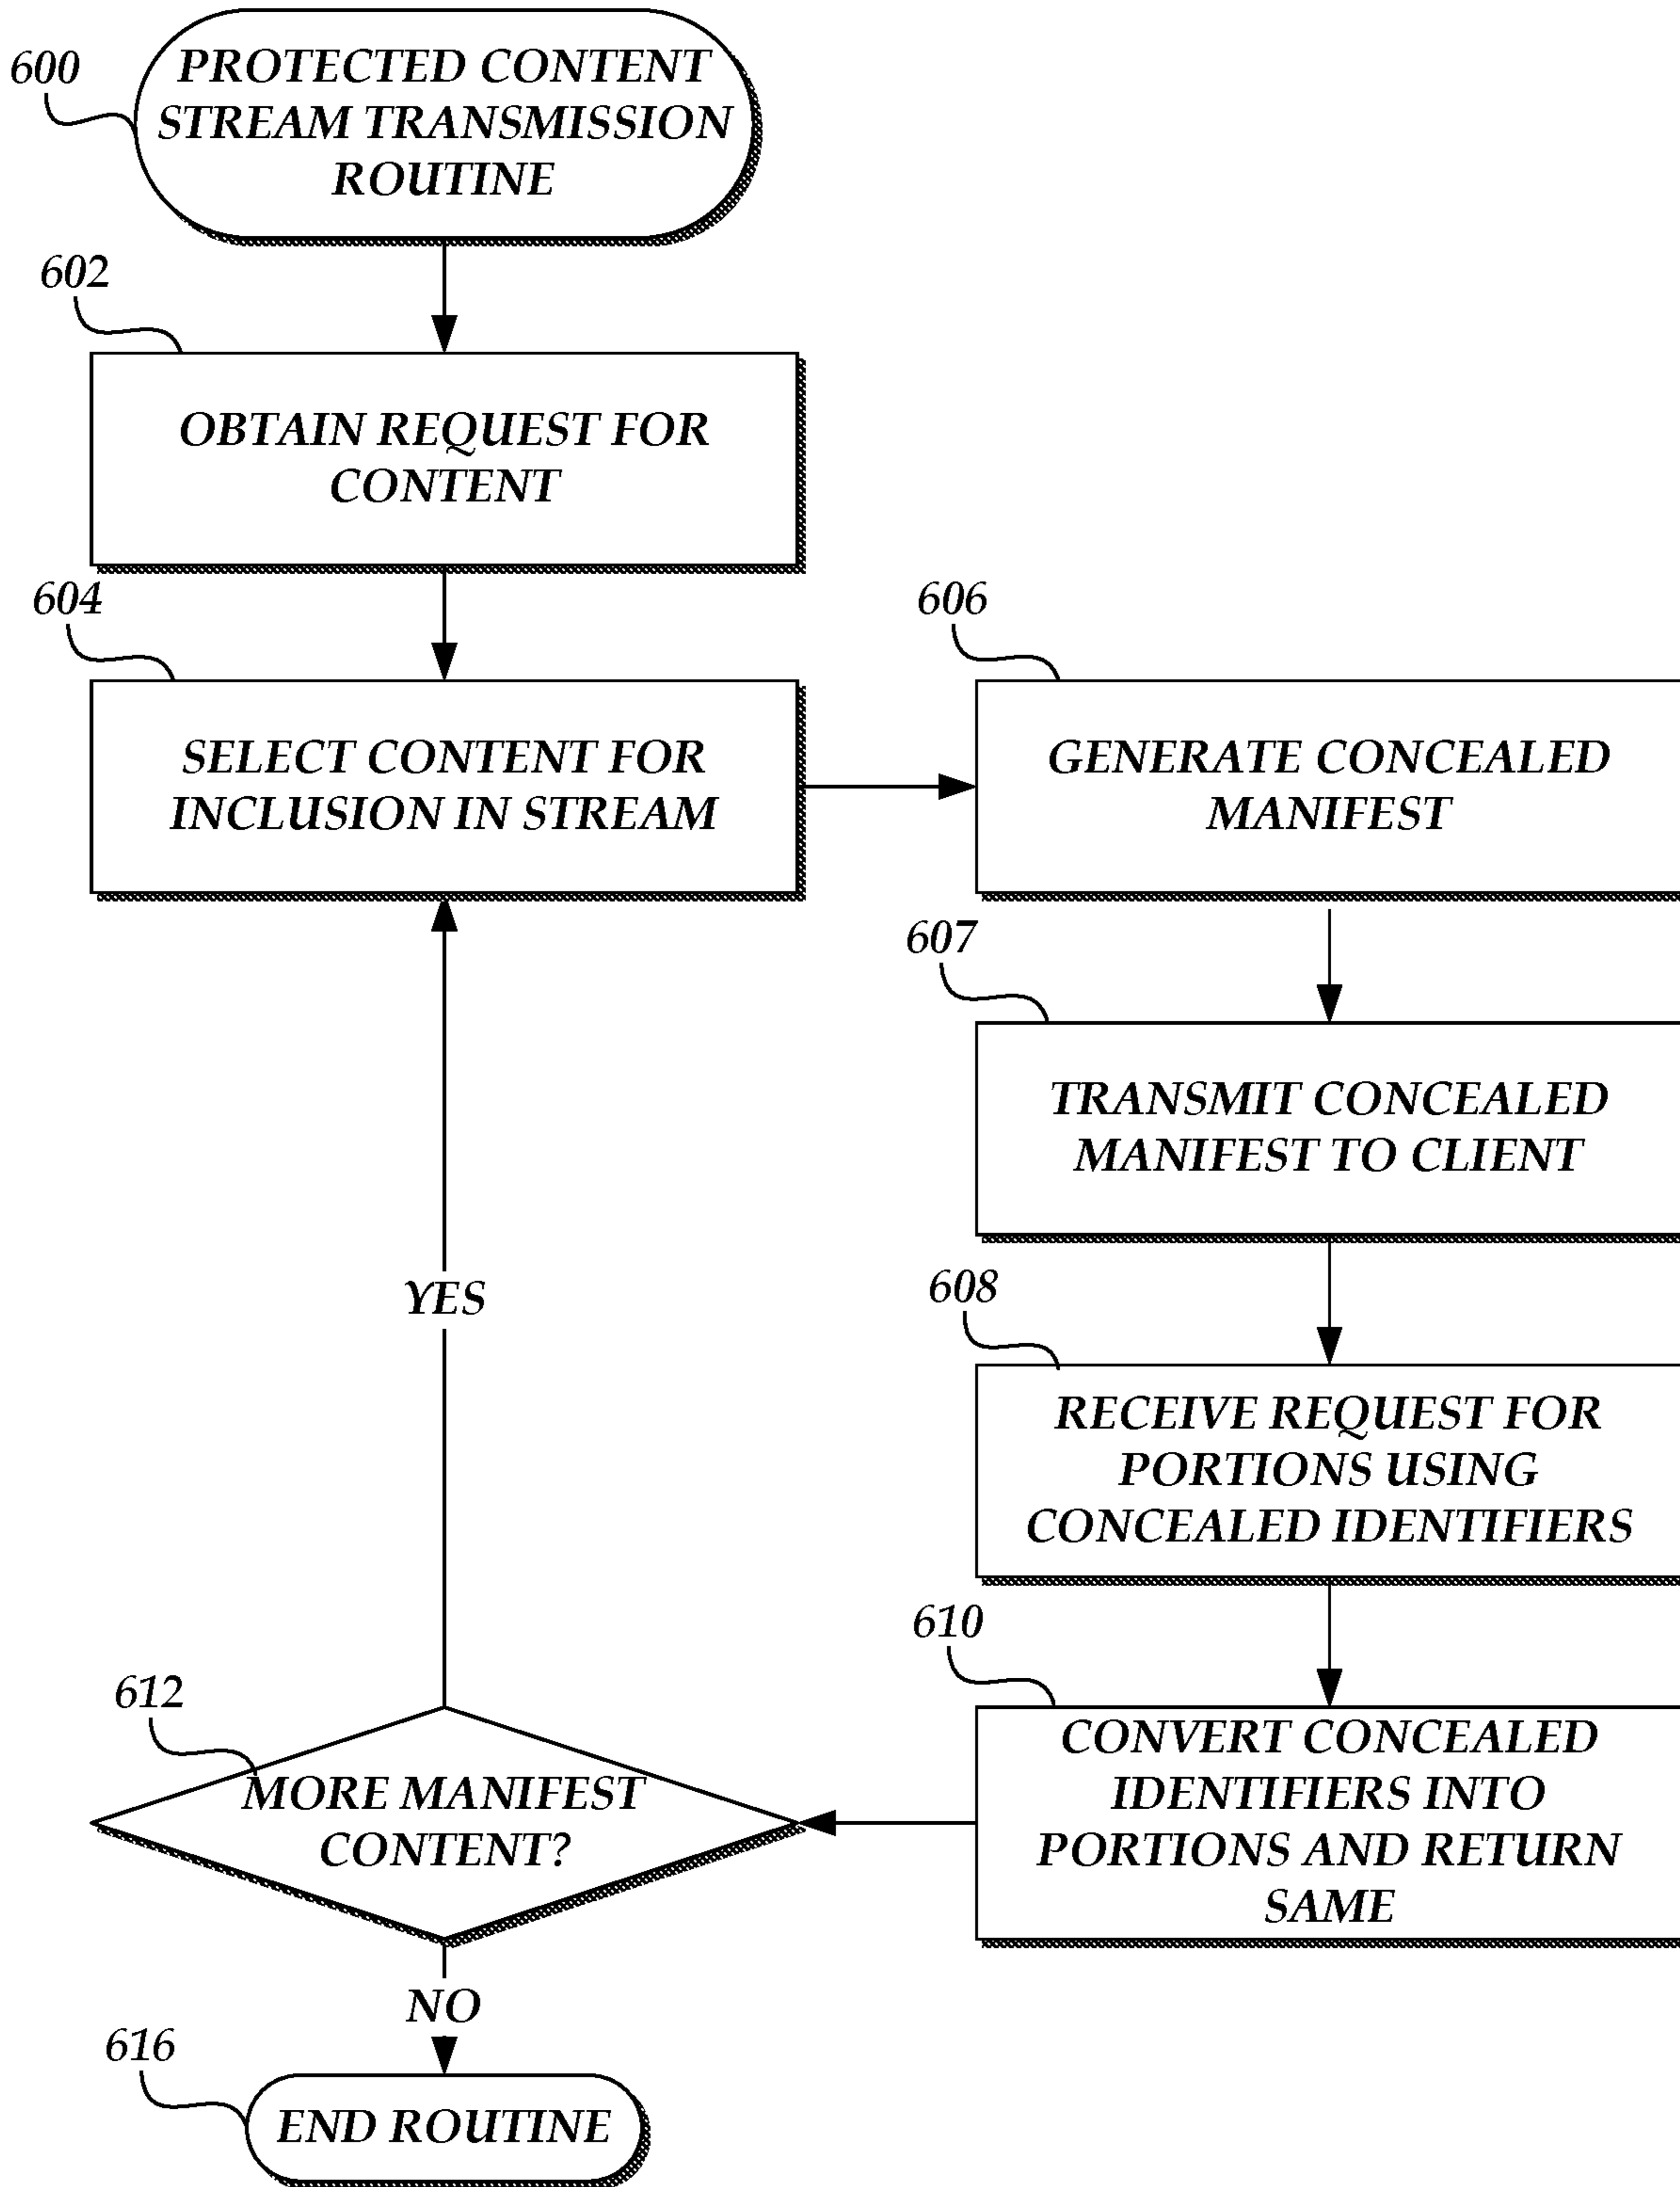 600
PROTECTED CONTENT
STREAM TRANSMISSION
ROUTINE
602
OBTAIN REQUEST FOR
CONTENT
604
SELECT CONTENT FOR
INCLUSION IN STREAM
606
GENERATE CONCEALED
MANIFEST
607
TRANSMIT CONCEALED
MANIFEST TO CLIENT
608
RECEIVE REQUEST FOR
PORTIONS USING
CONCEALED IDENTIFIERS
610
CONVERT CONCEALED
IDENTIFIERS INTO
PORTIONS AND RETURN
SAME
612
MORE MANIFEST
CONTENT?
YES
NO
616
END ROUTINE